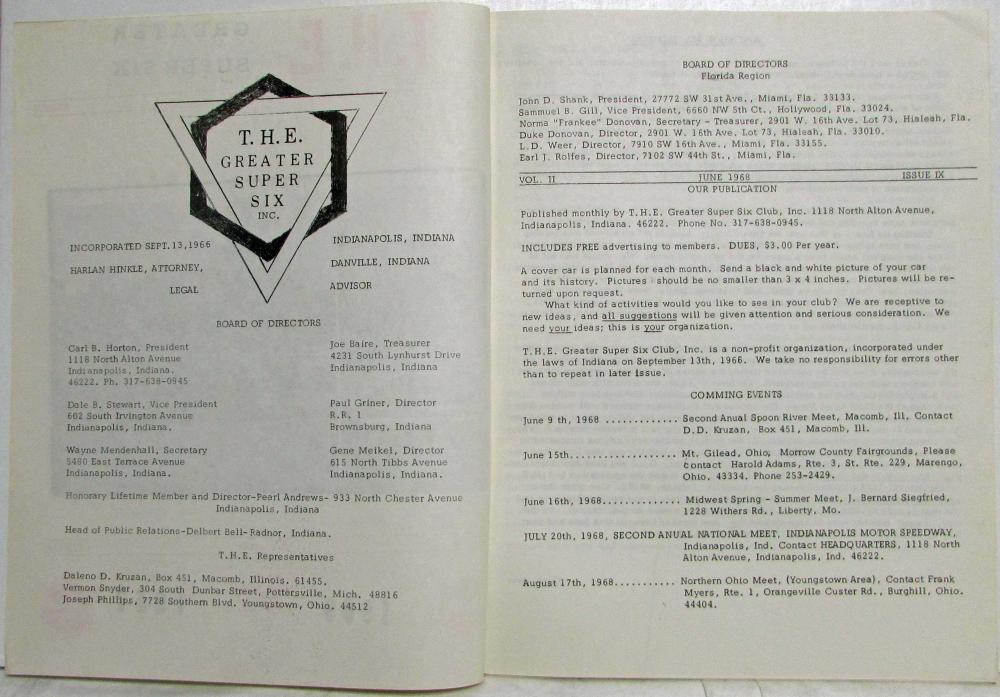 T.H.E.
GREATER
SUPER
SIX
INC.
INCORPORATED SEPT.13,1966
HARLAN HINKLE, ATTORNEY,
LEGAL
INDIANAPOLIS, INDIANA
DANVILLE, INDIANA
ADVISOR
BOARD OF DIRECTORS
Carl B. Horton, President
1118 North Alton Avenue
Indianapolis, Indiana.
46222. Ph. 317-638-0945
Joe Baire, Treasurer
4231 South Lynhurst Drive
Indianapolis, Indiana
Dale B. Stewart, Vice President
602 South Irvington Avenue
Indianapolis, Indiana.
Paul Griner, Director
R.R. 1
Brownsburg, Indiana
Wayne Mendenhall, Secretary
5480 East Terrace Avenue
Indianapolis, Indiana.
Gene Meikel, Director
615 North Tibbs Avenue
Indianapolis, Indiana.
Honorary Lifetime Member and Director-Pearl Andrews- 933 North Chester Avenue
Indianapolis, Indiana
Head of Public Relations-Delbert Bell-Radnor, Indiana.
T.H.E. Representatives
Daleno D. Kruzan, Box 451, Macomb, Illinois. 61455.
Vermon Snyder, 304 South Dunbar Street, Pottersville, Mich. 48816
Joseph Phillips, 7728 Southern Blvd. Youngstown, Ohio. 44512
BOARD OF DIRECTORS
Florida Region
John D. Shank, President, 27772 SW 31st Ave., Miami, Fla. 33133.
Sammuel B. Gill, Vice President, 6660 NW 5th Ct., Hollywood, Fla. 33024.
Norma "Frankee" Donovan, Secretary - Treasurer, 2901 W. 16th Ave. Lot 73, Hialeah, Fla.
Duke Donovan, Director, 2901 W. 16th Ave. Lot 73, Hialeah, Fla. 33010.
L.D. Weer, Director, 7910 SW 16th Ave., Miami, Fla. 33155.
Earl J. Rolfes, Director, 7102 SW 44th St., Miami, Fla.
VOL. II JUNE 1968 ISSUE IX
OUR PUBLICATION
Published monthly by T.H.E. Greater Super Six Club, Inc. 1118 North Alton Avenue,
Indianapolis, Indiana. 46222. Phone No. 317-638-0945.
INCLUDES FREE advertising to members. DUES, $3.00 Per year.
A cover car is planned for each month. Send a black and white picture of your car
and its history. Pictures should be no smaller than 3 x 4 inches. Pictures will be re-
turned upon request.
What kind of activities would you like to see in your club? We are receptive to
new ideas, and all suggestions will be given attention and serious consideration. We
need your ideas; this is your organization.
T.H.E. Greater Super Six Club, Inc. is a non-profit organization, incorporated under
the laws of Indiana on September 13th, 1966. We take no responsibility for errors other
than to repeat in later issue.
COMMING EVENTS
June 9 th, 1968 ............ Second Anual Spoon River Meet, Macomb, Ill. Contact
D.D. Kruzan, Box 451, Macomb, Ill.
June 15th.................. Mt. Gilead, Ohio; Morrow County Fairgrounds, Please
contact Harold Adams, Rte. 3, St. Rte. 229, Marengo,
Ohio. 43334. Phone 253-2429.
June 16th, 1968............. Midwest Spring - Summer Meet, J. Bernard Siegfried,
1228 Withers Rd., Liberty, Mo.
JULY 20th, 1968, SECOND ANUAL NATIONAL MEET, INDIANAPOLIS MOTOR SPEEDWAY,
Indianapolis, Ind. Contact HEADQUARTERS, 1118 North
Alton Avenue, Indianapolis, Ind. 46222.
August 17th, 1968.......... Northern Ohio Meet, (Youngstown Area), Contact Frank
Myers, Rte. 1, Orangeville Custer Rd., Burghill, Ohio.
44404.